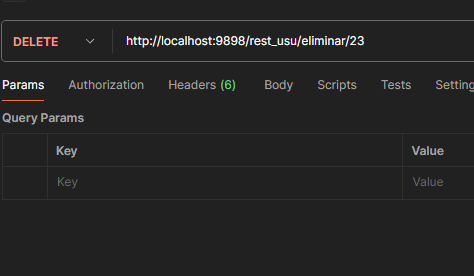 DELETE http://localhost:9898/rest_usu/eliminar/23
Params Authorization Headers (6) Body Scripts Tests Setting
Query Params
Key Value
Key Value